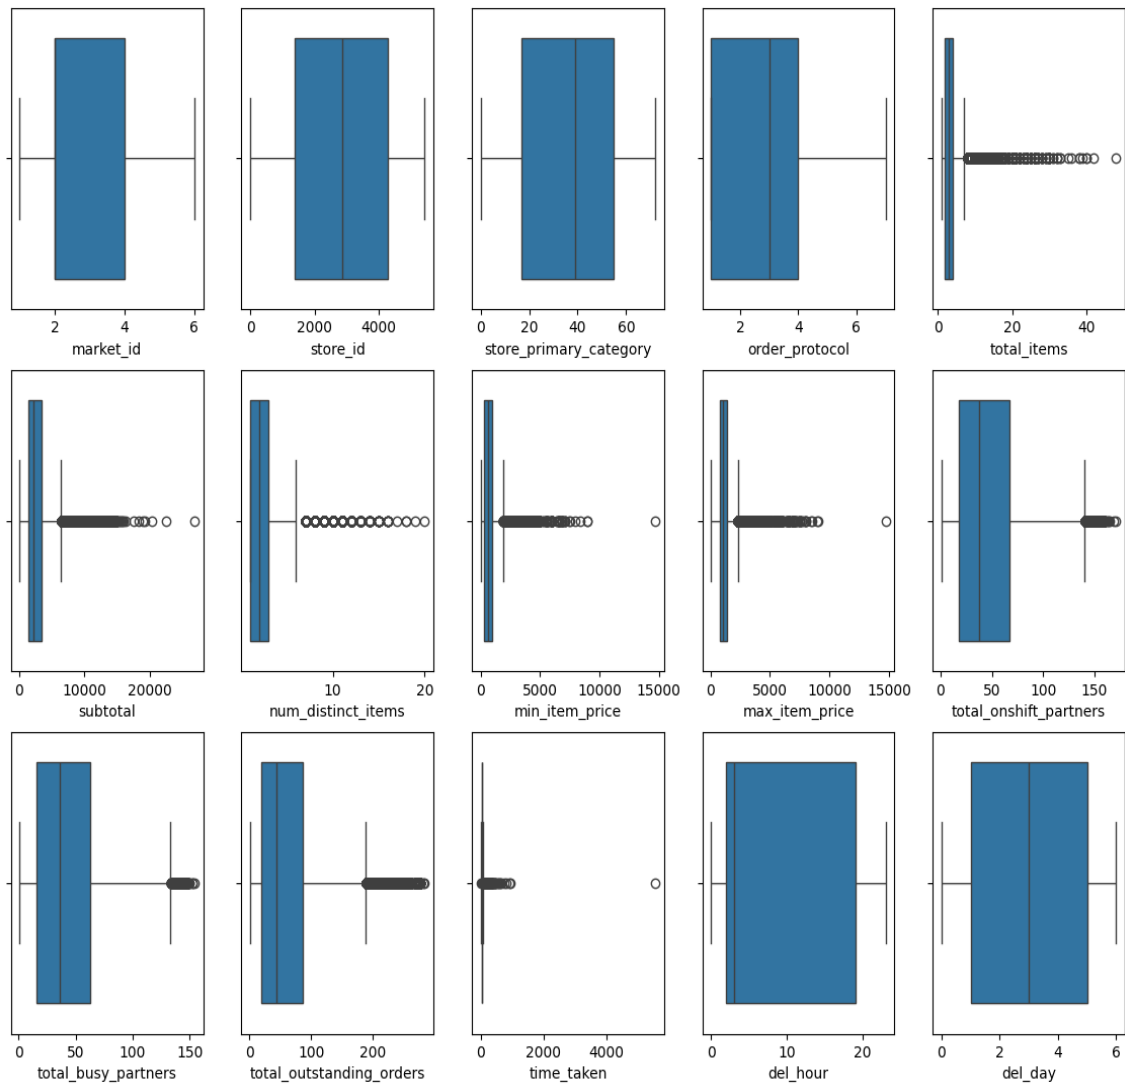 2 4 6 0 2000 4000 0 20 40 60 2 4 6 0 20 40
market_id store_id store_primary_category order_protocol total_items
0 10000 20000 10 20 0 5000 10000 15000 0 5000 10000 15000 0 50 100 150
subtotal num_distinct_items min_item_price max_item_price total_onshift_partners
0 50 100 150 0 100 200 0 2000 4000 0 10 20 0 2 4 6
total_busy_partners total_outstanding_orders time_taken del_hour del_day